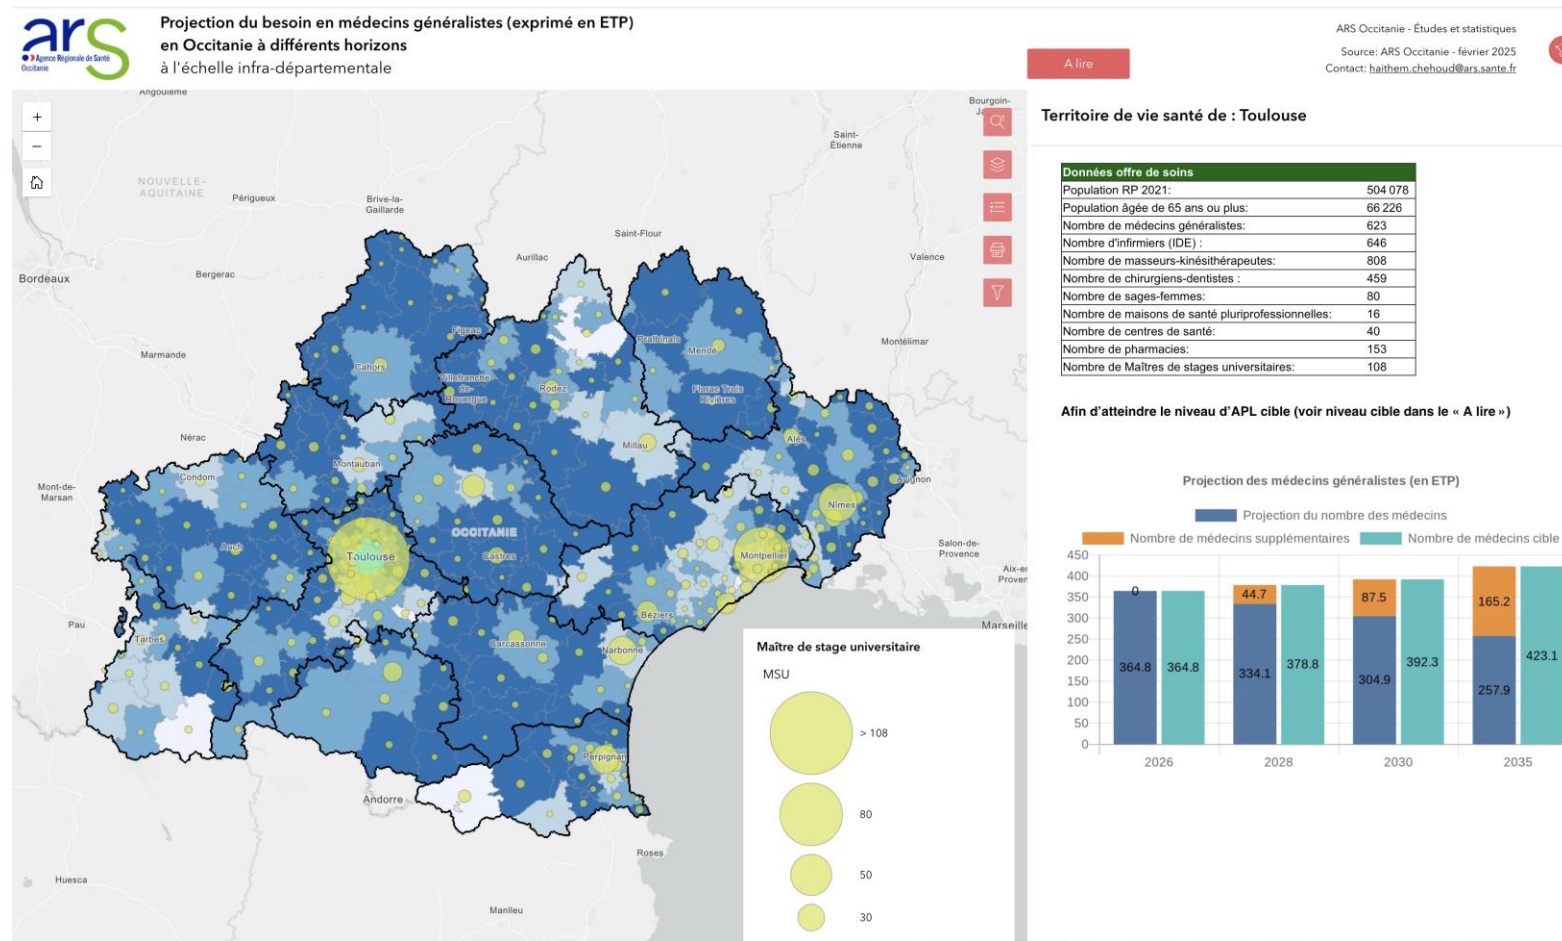 ars
Agence Régionale de Santé
Occitanie
Projection du besoin en médecins généralistes (exprimé en ETP)
en Occitanie à différents horizons
à l'échelle infra-départementale
A lire
ARS Occitanie - Études et statistiques
Source: ARS Occitanie - février 2025
Contact: haithem.chehoud@ars.sante.fr
+
−
Angoulême
Bourgoin-
Saint-
Étienne
NOUVELLE-
AQUITAINE
Périgueux
Brive-la-
Gaillarde
Saint-Flour
Aurillac
Valence
Bordeaux
Bergerac
Figeac
Prathinals
Mende
Montélimar
Marmande
Cahors
Villefranche-
de-
Rouergue
Rodez
Florac Trois
Rivières
Nérac
Millau
Alès
Condom
Montauban
Avignon
Mont-de-
Marsan
Nîmes
OCCITANIE
Auch
Toulouse
Castres
Montpellier
Salon-de-
Provence
Aix-en
Proven
Pau
Tarbes
Béziers
Marseille
Carcassonne
Narbonne
Perpignan
Andorre
Roses
Huesca
Manlleu
Maître de stage universitaire
MSU
> 108
80
50
30
Territoire de vie santé de : Toulouse
Données offre de soins
Population RP 2021: 504 078
Population âgée de 65 ans ou plus: 66 226
Nombre de médecins généralistes: 623
Nombre d'infirmiers (IDE) : 646
Nombre de masseurs-kinésithérapeutes: 808
Nombre de chirurgiens-dentistes : 459
Nombre de sages-femmes: 80
Nombre de maisons de santé pluriprofessionnelles: 16
Nombre de centres de santé: 40
Nombre de pharmacies: 153
Nombre de Maîtres de stages universitaires: 108
Afin d'atteindre le niveau d'APL cible (voir niveau cible dans le « A lire »)
Projection des médecins généralistes (en ETP)
Projection du nombre des médecins
Nombre de médecins supplémentaires Nombre de médecins cible
450
400
350
300
250
200
150
100
50
0
0
364.8 364.8
44.7
334.1 378.8
87.5
304.9 392.3
165.2
257.9 423.1
2026 2028 2030 2035